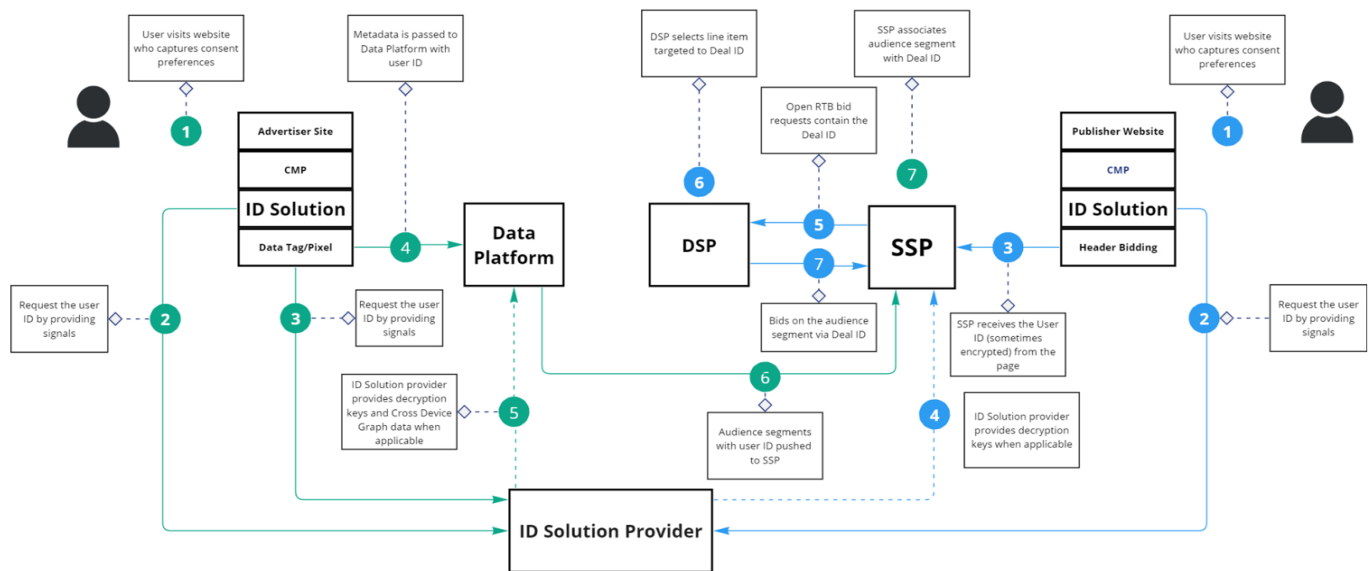 User visits website
who captures consent
preferences
Metadata is passed to
Data Platform with
user ID
DSP selects line item
targeted to Deal ID
SSP associates
audience segment
with Deal ID
User visits website
who captures consent
preferences
Open RTB bid
requests contain the
Deal ID
1
Advertiser Site
CMP
ID Solution
Data Tag/Pixel
4
Data
Platform
6
DSP
5
7
7
SSP
3
1
Publisher Website
CMP
ID Solution
Header Bidding
Request the user
ID by providing
signals
2
3
Request the user
ID by providing
signals
Bids on the audience
segment via Deal ID
SSP receives the User
ID (sometimes
encrypted) from the
page
2
Request the user
ID by providing
signals
ID Solution provider
provides decryption
keys and Cross Device
Graph data when
applicable
5
6
Audience segments
with user ID pushed
to SSP
4
ID Solution provider
provides decryption
keys when applicable
ID Solution Provider